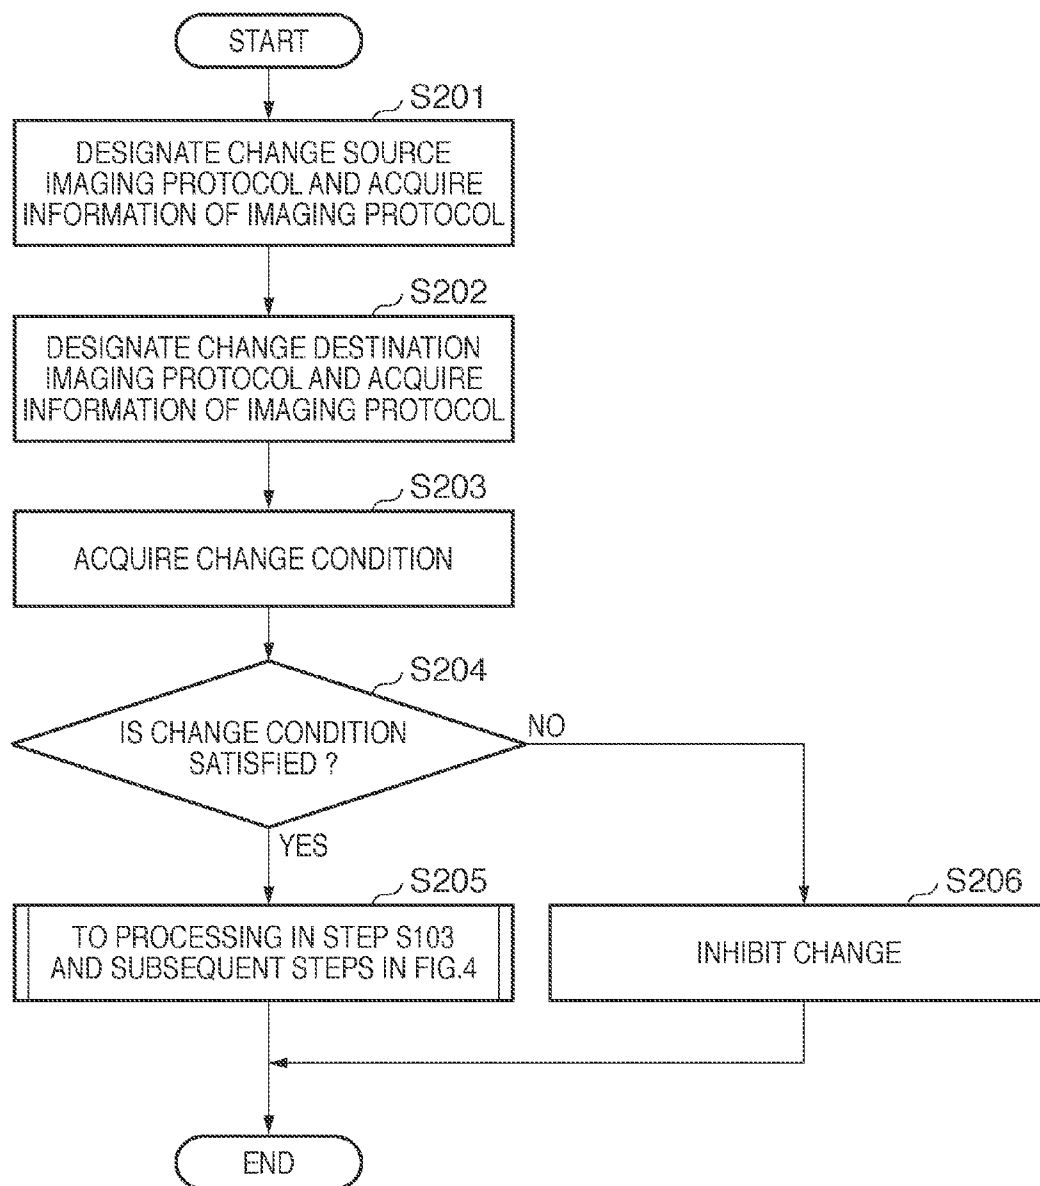 START
S201
DESIGNATE CHANGE SOURCE
IMAGING PROTOCOL AND ACQUIRE
INFORMATION OF IMAGING PROTOCOL
S202
DESIGNATE CHANGE DESTINATION
IMAGING PROTOCOL AND ACQUIRE
INFORMATION OF IMAGING PROTOCOL
S203
ACQUIRE CHANGE CONDITION
S204
IS CHANGE CONDITION
SATISFIED ?
NO
YES
S205
TO PROCESSING IN STEP S103
AND SUBSEQUENT STEPS IN FIG.4
S206
INHIBIT CHANGE
END